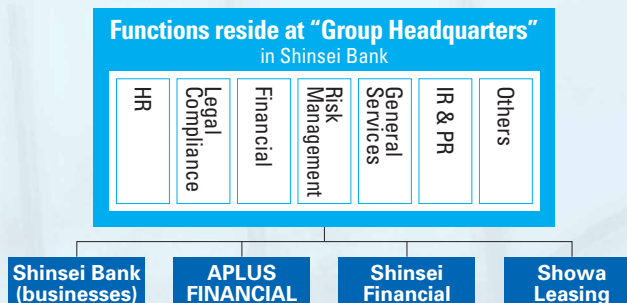 Functions reside at “Group Headquarters”
in Shinsei Bank
HR
Legal
Compliance
Financial
Risk
Management
General
Services
IR & PR
Others
Shinsei Bank
(businesses)
APLUS
FINANCIAL
Shinsei
Financial
Showa
Leasing